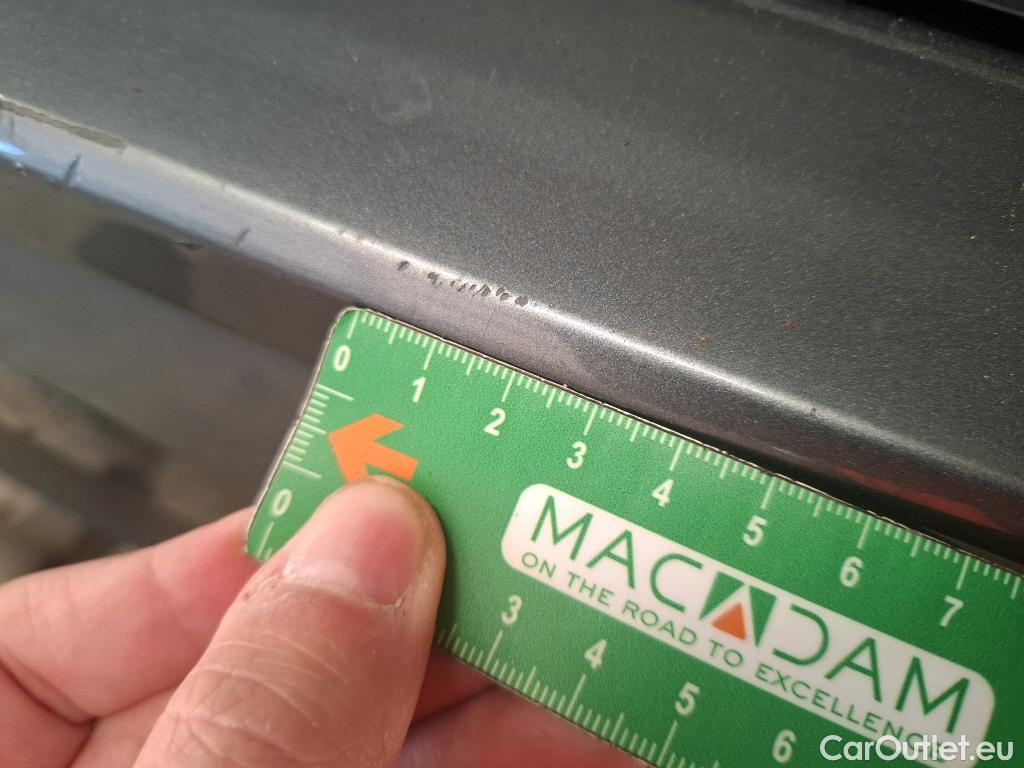 0 1 2 3 4 5 6 7
0 3 4 5 6
MACADAM
ON THE ROAD TO EXCELLENCE
CarOutlet.eu